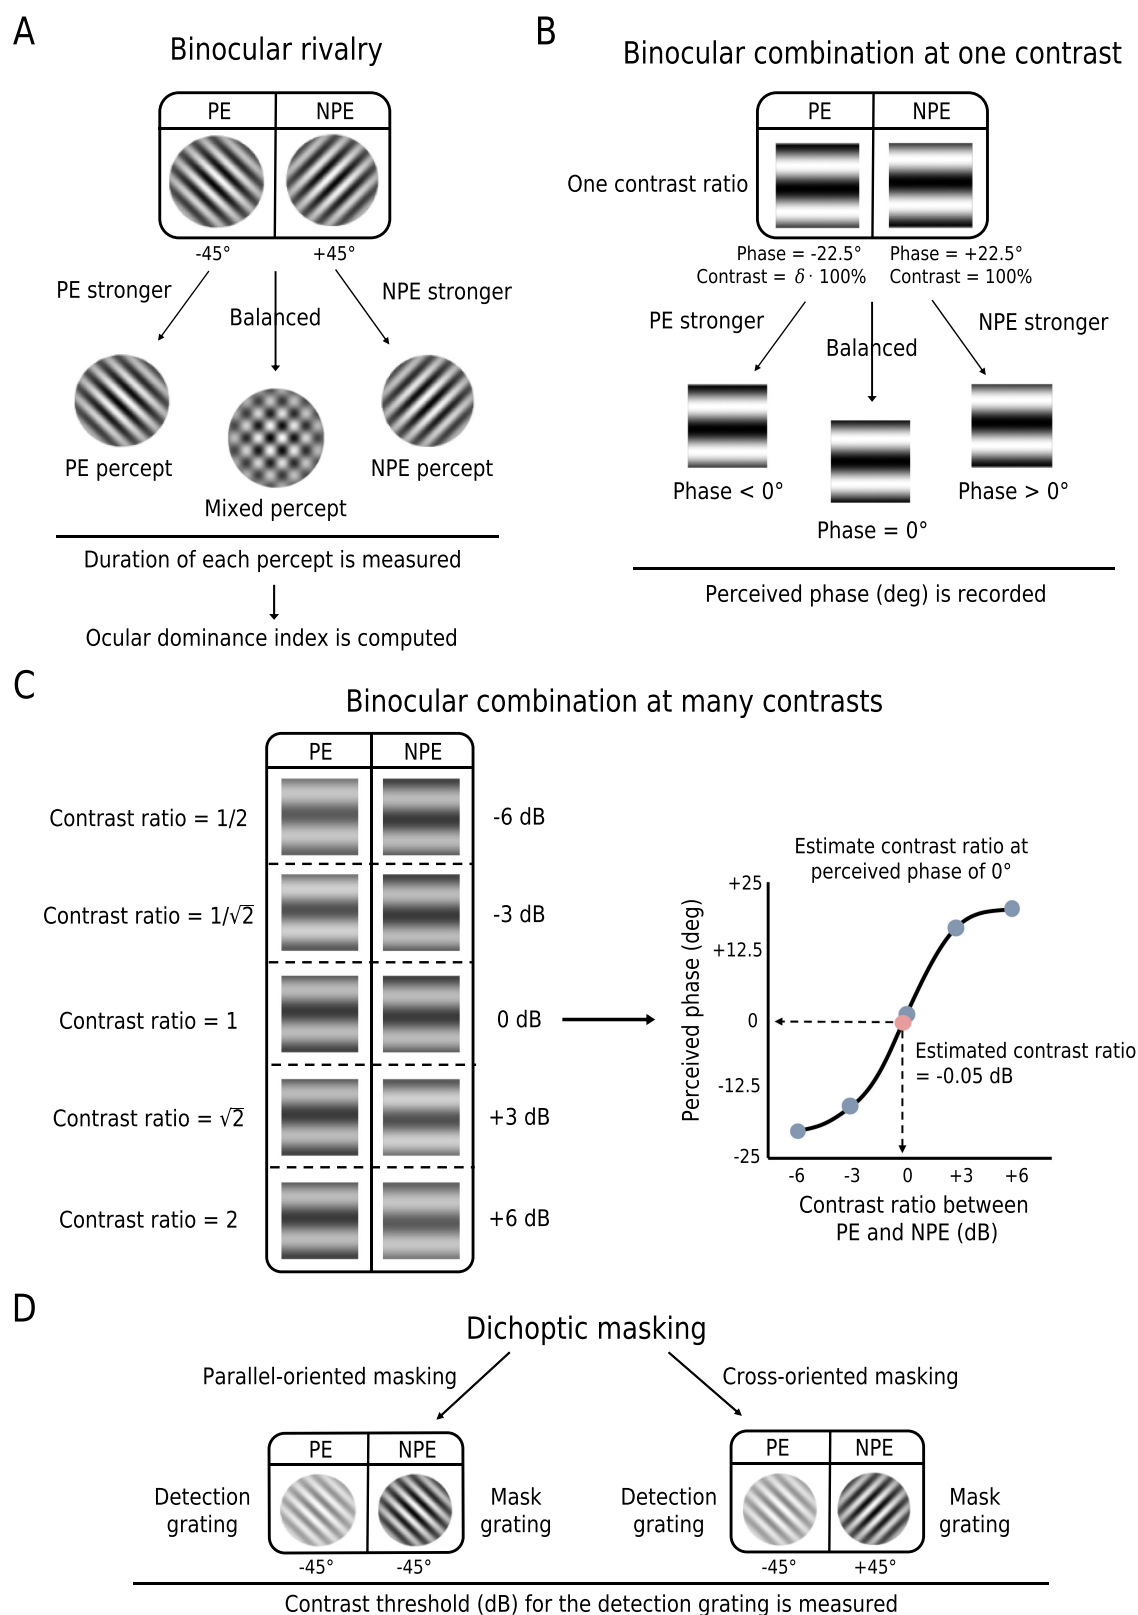 A
Binocular rivalry
PE
NPE
-45°
+45°
PE stronger
Balanced
NPE stronger
PE percept
Mixed percept
NPE percept
Duration of each percept is measured
Ocular dominance index is computed
B
Binocular combination at one contrast
PE
NPE
One contrast ratio
Phase = -22.5°
Contrast = δ · 100%
Phase = +22.5°
Contrast = 100%
PE stronger
Balanced
NPE stronger
Phase < 0°
Phase = 0°
Phase > 0°
Perceived phase (deg) is recorded
C
Binocular combination at many contrasts
PE
NPE
Contrast ratio = 1/2
-6 dB
Contrast ratio = 1/√2
-3 dB
Contrast ratio = 1
0 dB
Contrast ratio = √2
+3 dB
Contrast ratio = 2
+6 dB
Estimate contrast ratio at
perceived phase of 0°
Perceived phase (deg)
+25
+12.5
0
-12.5
-25
Estimated contrast ratio
= -0.05 dB
-6
-3
0
+3
+6
Contrast ratio between
PE and NPE (dB)
D
Dichoptic masking
Parallel-oriented masking
Cross-oriented masking
PE
NPE
Detection
grating
Mask
grating
-45°
-45°
PE
NPE
Detection
grating
Mask
grating
-45°
+45°
Contrast threshold (dB) for the detection grating is measured